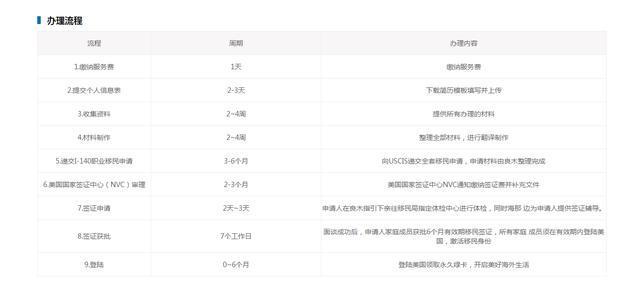 办理流程
流程 周期 办理内容
1.缴纳服务费 1天 缴纳服务费
2.提交个人信息表 2-3天 下载简历模板填写并上传
3.收集资料 2~4周 提供所有办理的材料
4.材料制作 2~4周 整理全部材料，进行翻译制作
5.递交I-140职业移民申请 3-6个月 向USCIS递交全套移民申请，申请材料由良木整理完成
6.美国国家签证中心（NVC）审理 2-3个月 美国国家签证中心NVC通知缴纳签证费并补充文件
7.签证申请 2天~3天 申请人在良木指引下亲往移民局指定体检中心进行体检，同时海那 边为申请人提供签证辅导。
8.签证获批 7个工作日 面谈成功后，申请人家庭成员获批6个月有效期移民签证，所有家庭 成员须在有效期内登陆美
国，激活移民身份
9.登陆 0~6个月 登陆美国领取永久绿卡，开启美好海外生活